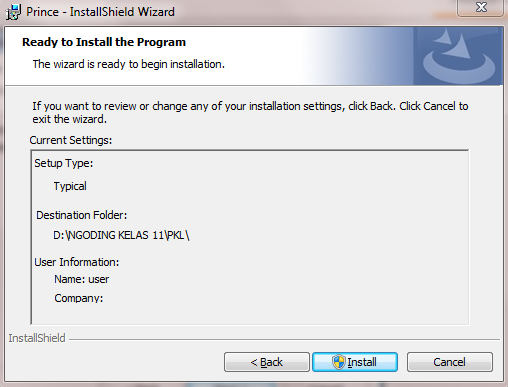 Prince - InstallShield Wizard
Ready to Install the Program
The wizard is ready to begin installation.
If you want to review or change any of your installation settings, click Back. Click Cancel to
exit the wizard.
Current Settings:
Setup Type:
Typical
Destination Folder:
D:\NGODING KELAS 11\PKL\
User Information:
Name: user
Company:
InstallShield
< Back
Install
Cancel